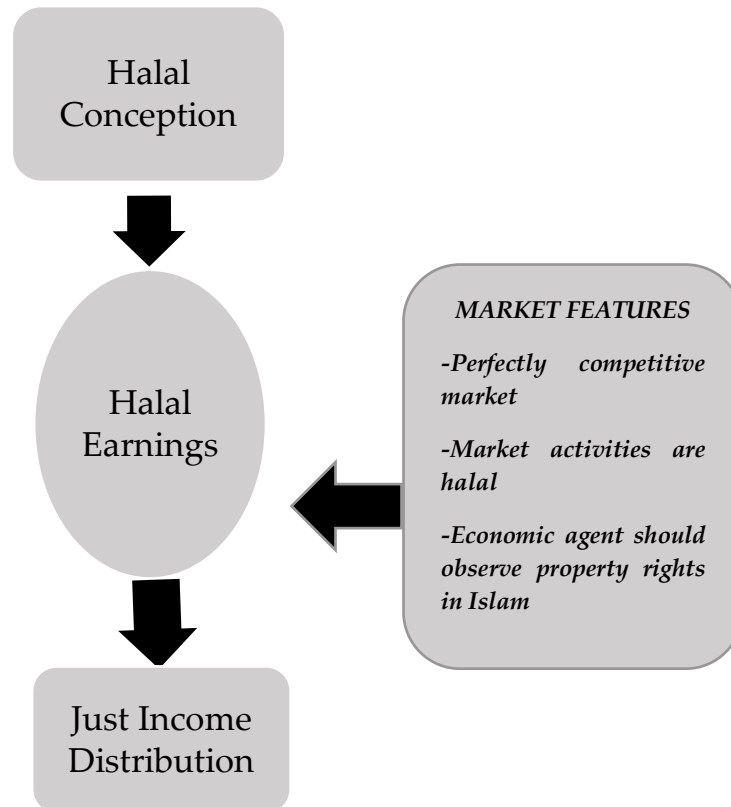 Halal
Conception
Halal
Earnings
MARKET FEATURES
-Perfectly competitive
market
-Market activities are
halal
-Economic agent should
observe property rights
in Islam
Just Income
Distribution